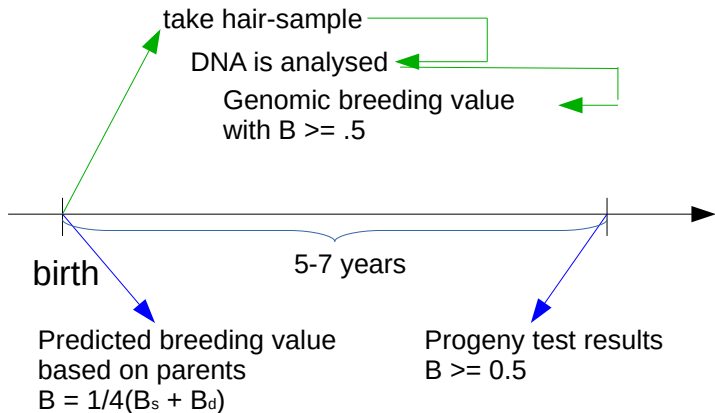 take hair-sample
DNA is analysed
Genomic breeding value
with B >= .5
5-7 years
birth
Predicted breeding value
based on parents
B = 1/4(Bs + Bd)
Progeny test results
B >= 0.5